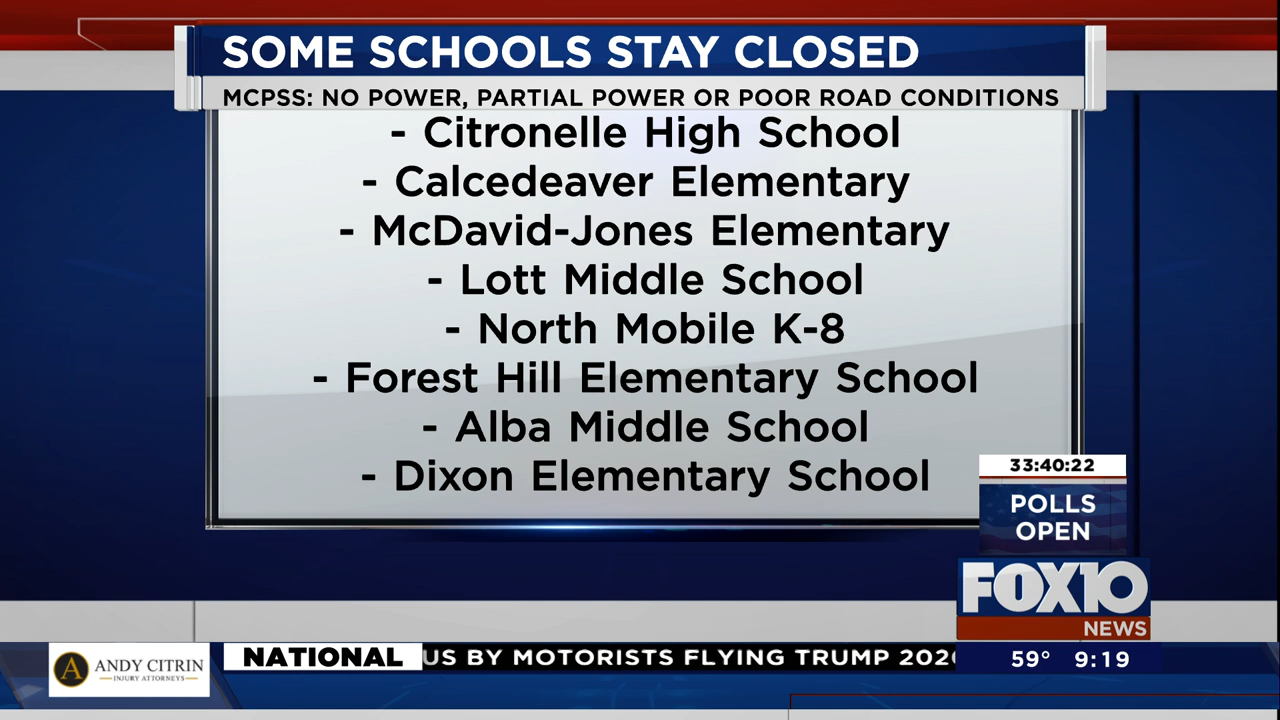 SOME SCHOOLS STAY CLOSED
MCPSS: NO POWER, PARTIAL POWER OR POOR ROAD CONDITIONS
- Citronelle High School
- Calcedeaver Elementary
- McDavid-Jones Elementary
- Lott Middle School
- North Mobile K-8
- Forest Hill Elementary School
- Alba Middle School
- Dixon Elementary School
33:40:22
POLLS
OPEN
FOX10
NEWS
A ANDY CITRIN
INJURY ATTORNEYS
NATIONAL
US BY MOTORISTS FLYING TRUMP 2020
59° 9:19